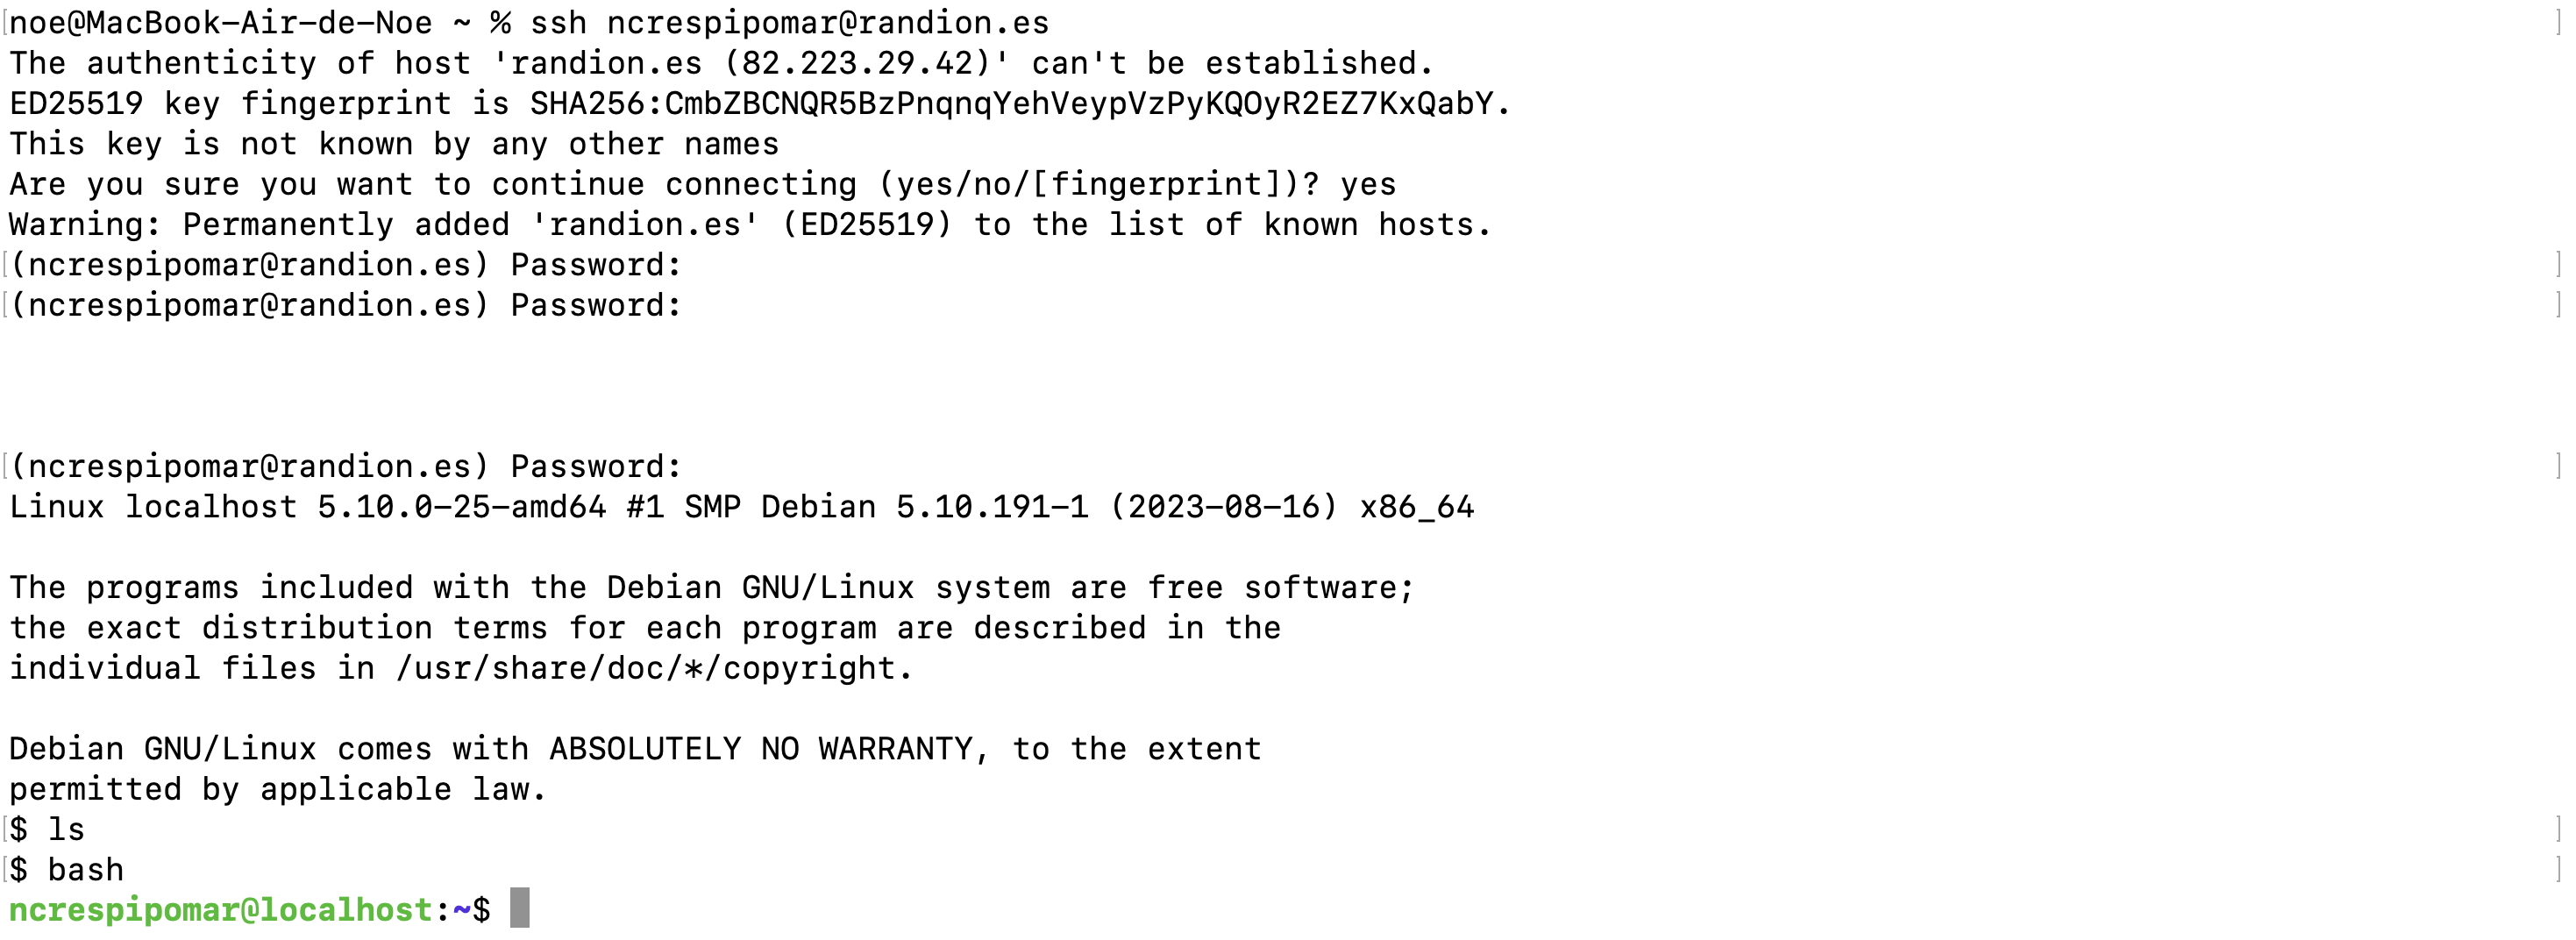 noe@MacBook-Air-de-Noe ~ % ssh ncrespipomar@randion.es
The authenticity of host 'randion.es (82.223.29.42)' can't be established.
ED25519 key fingerprint is SHA256:CmbZBCNQR5BzPnqnqYehVeypVzPyKQOyR2EZ7KxQabY.
This key is not known by any other names
Are you sure you want to continue connecting (yes/no/[fingerprint])? yes
Warning: Permanently added 'randion.es' (ED25519) to the list of known hosts.
(ncrespipomar@randion.es) Password:
(ncrespipomar@randion.es) Password:
(ncrespipomar@randion.es) Password:
Linux localhost 5.10.0-25-amd64 #1 SMP Debian 5.10.191-1 (2023-08-16) x86_64
The programs included with the Debian GNU/Linux system are free software;
the exact distribution terms for each program are described in the
individual files in /usr/share/doc/*/copyright.
Debian GNU/Linux comes with ABSOLUTELY NO WARRANTY, to the extent
permitted by applicable law.
$ ls
$ bash
ncrespipomar@localhost:~$